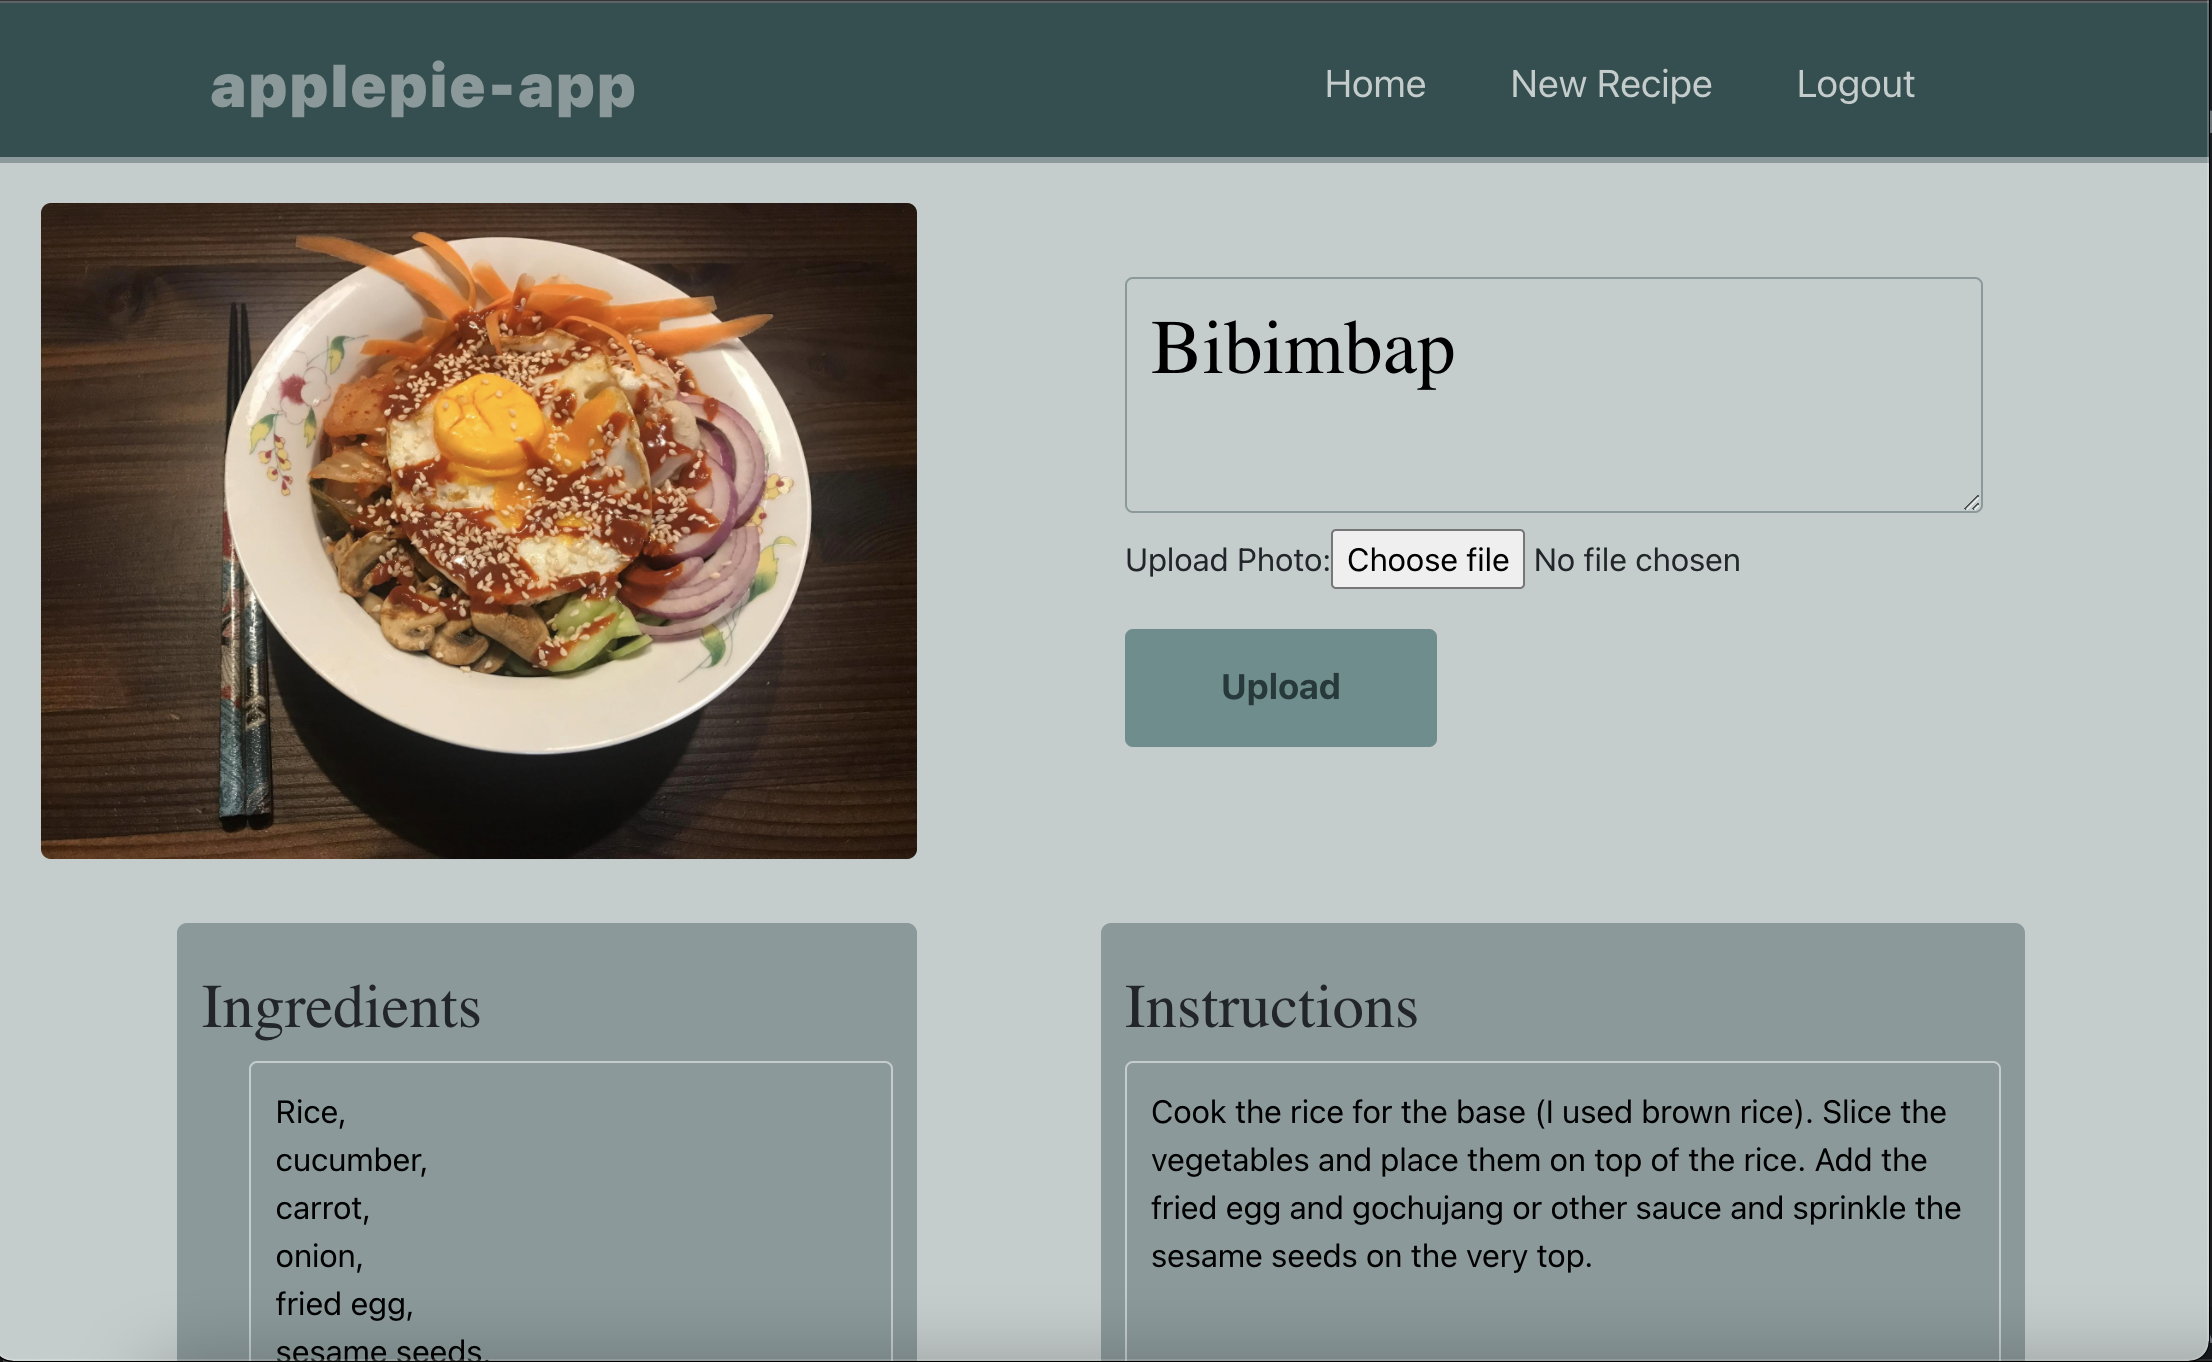 applepie-app
Home
New Recipe
Logout
Bibimbap
Upload Photo:
Choose file
No file chosen
Upload
Ingredients
Rice,
cucumber,
carrot,
onion,
fried egg,
sesame seeds,
Instructions
Cook the rice for the base (I used brown rice). Slice the
vegetables and place them on top of the rice. Add the
fried egg and gochujang or other sauce and sprinkle the
sesame seeds on the very top.